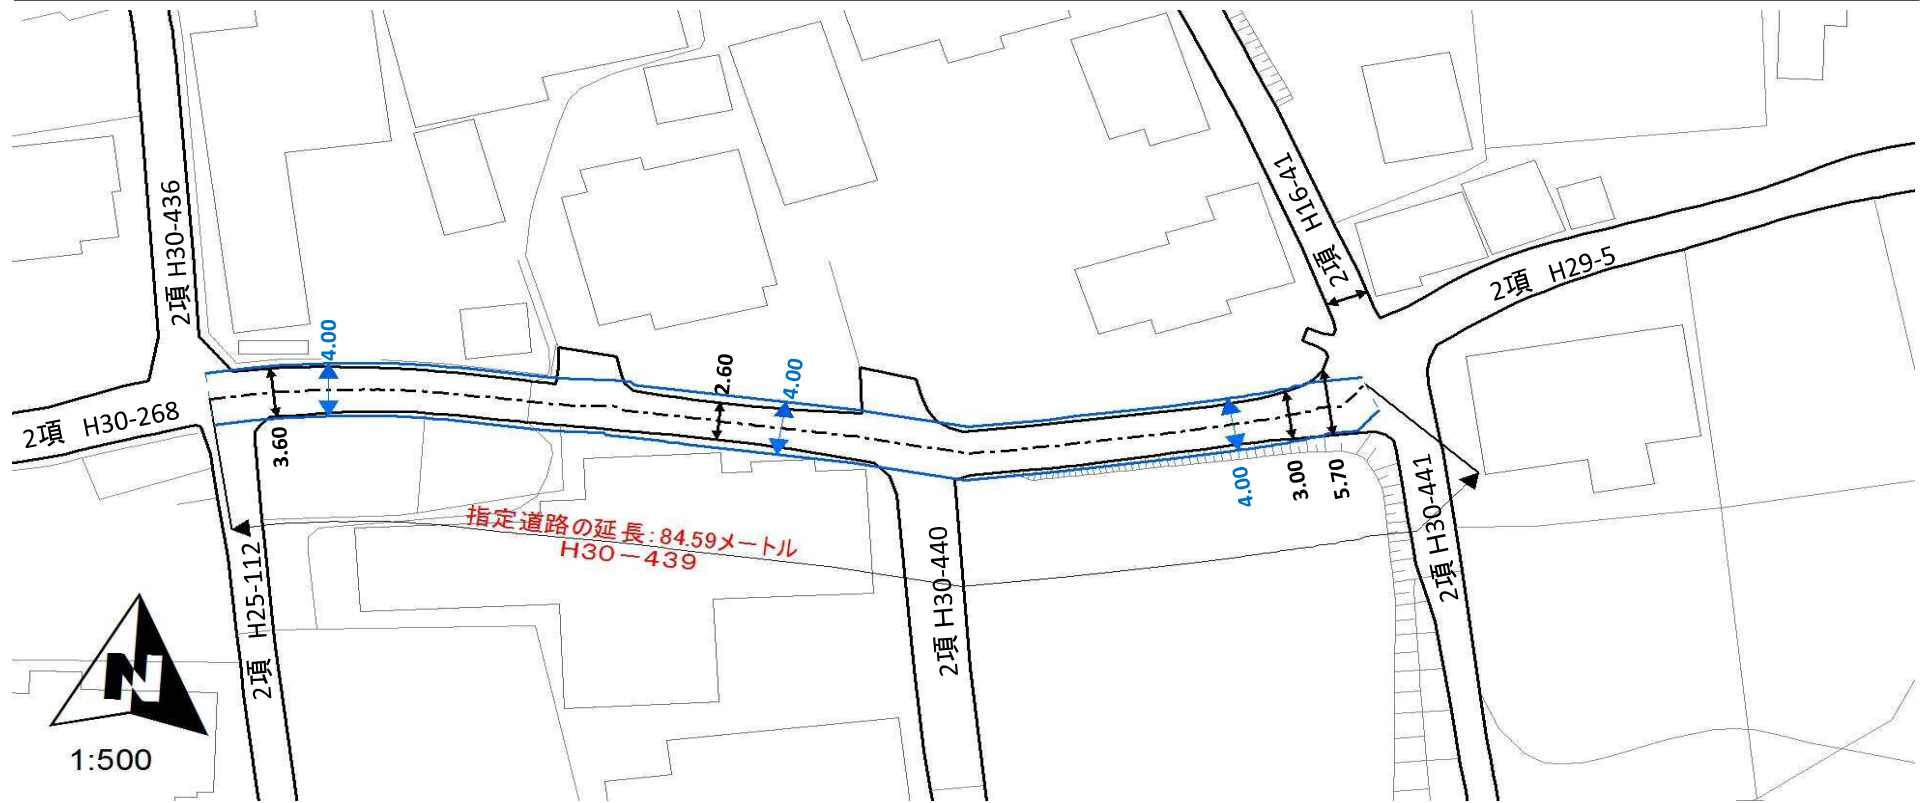 2項 H30-436
2項 H16-41
2項 H29-5
4.00
2.60
4.00
2項 H30-268
3.60
4.00
3.00
5.70
指定道路の延長:84.59メートル
H30-439
2項 H25-112
2項 H30-440
2項 H30-441
N
1:500